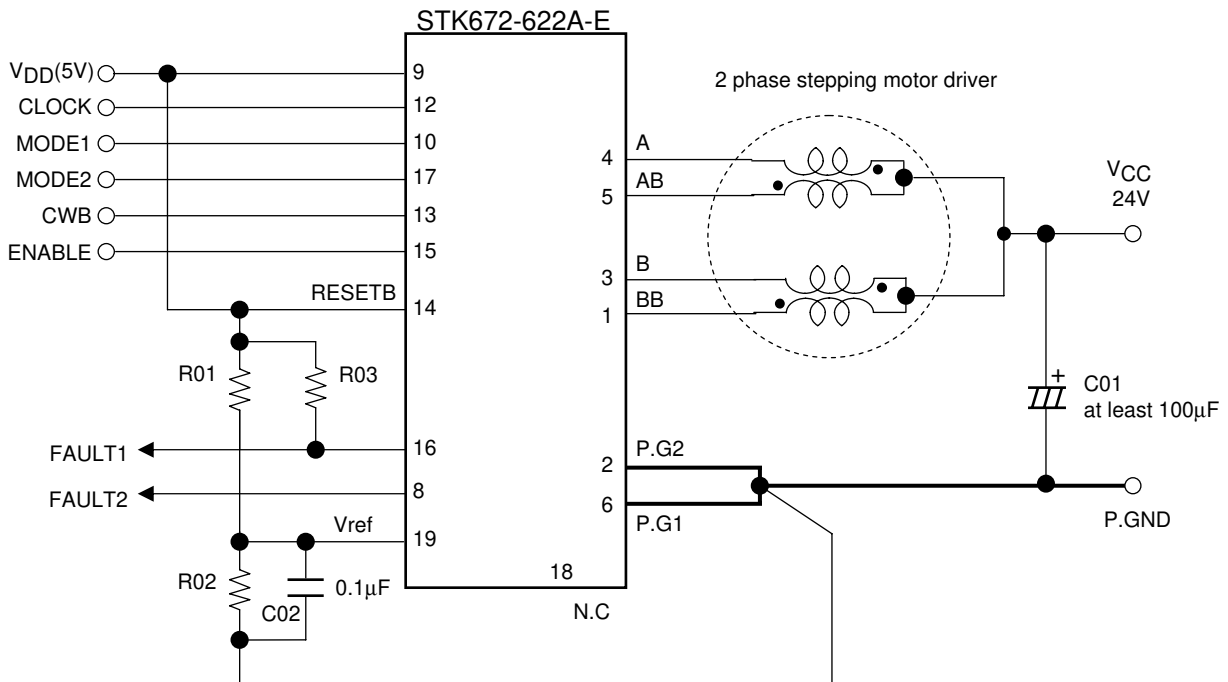 STK672-622A-E
VDD(5V)
9
CLOCK
12
MODE1
10
MODE2
17
CWB
13
ENABLE
15
RESETB
14
R01
R03
FAULT1
16
FAULT2
8
Vref
19
R02
C02
0.1µF
18
N.C
2 phase stepping motor driver
4
A
5
AB
3
B
1
BB
VCC
24V
C01
at least 100µF
2
P.G2
6
P.G1
P.GND
+